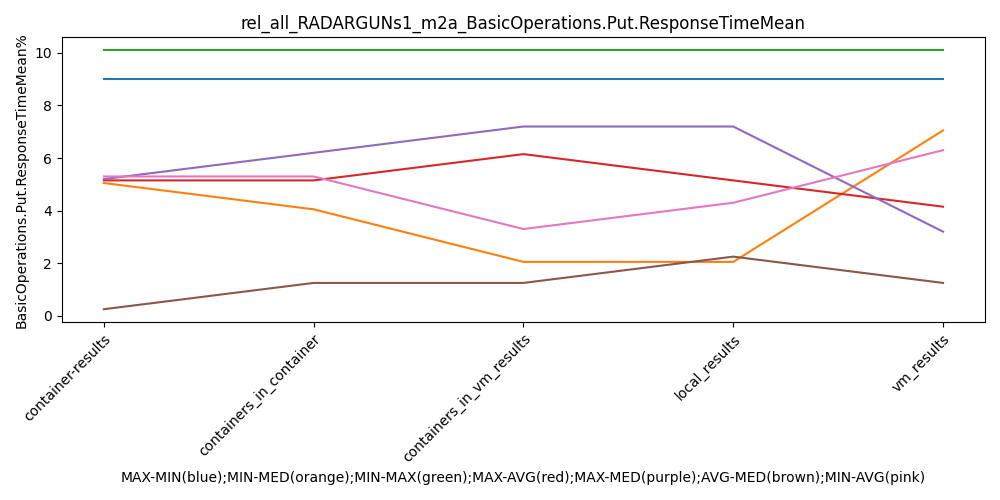 rel_all_RADARGUNs1_m2a_BasicOperations.Put.ResponseTimeMean
BasicOperations.Put.ResponseTimeMean%
10
8
6
4
2
0
container-results
containers_in_container
containers_in_vm_results
local_results
vm_results
MAX-MIN(blue);MIN-MED(orange);MIN-MAX(green);MAX-AVG(red);MAX-MED(purple);AVG-MED(brown);MIN-AVG(pink)